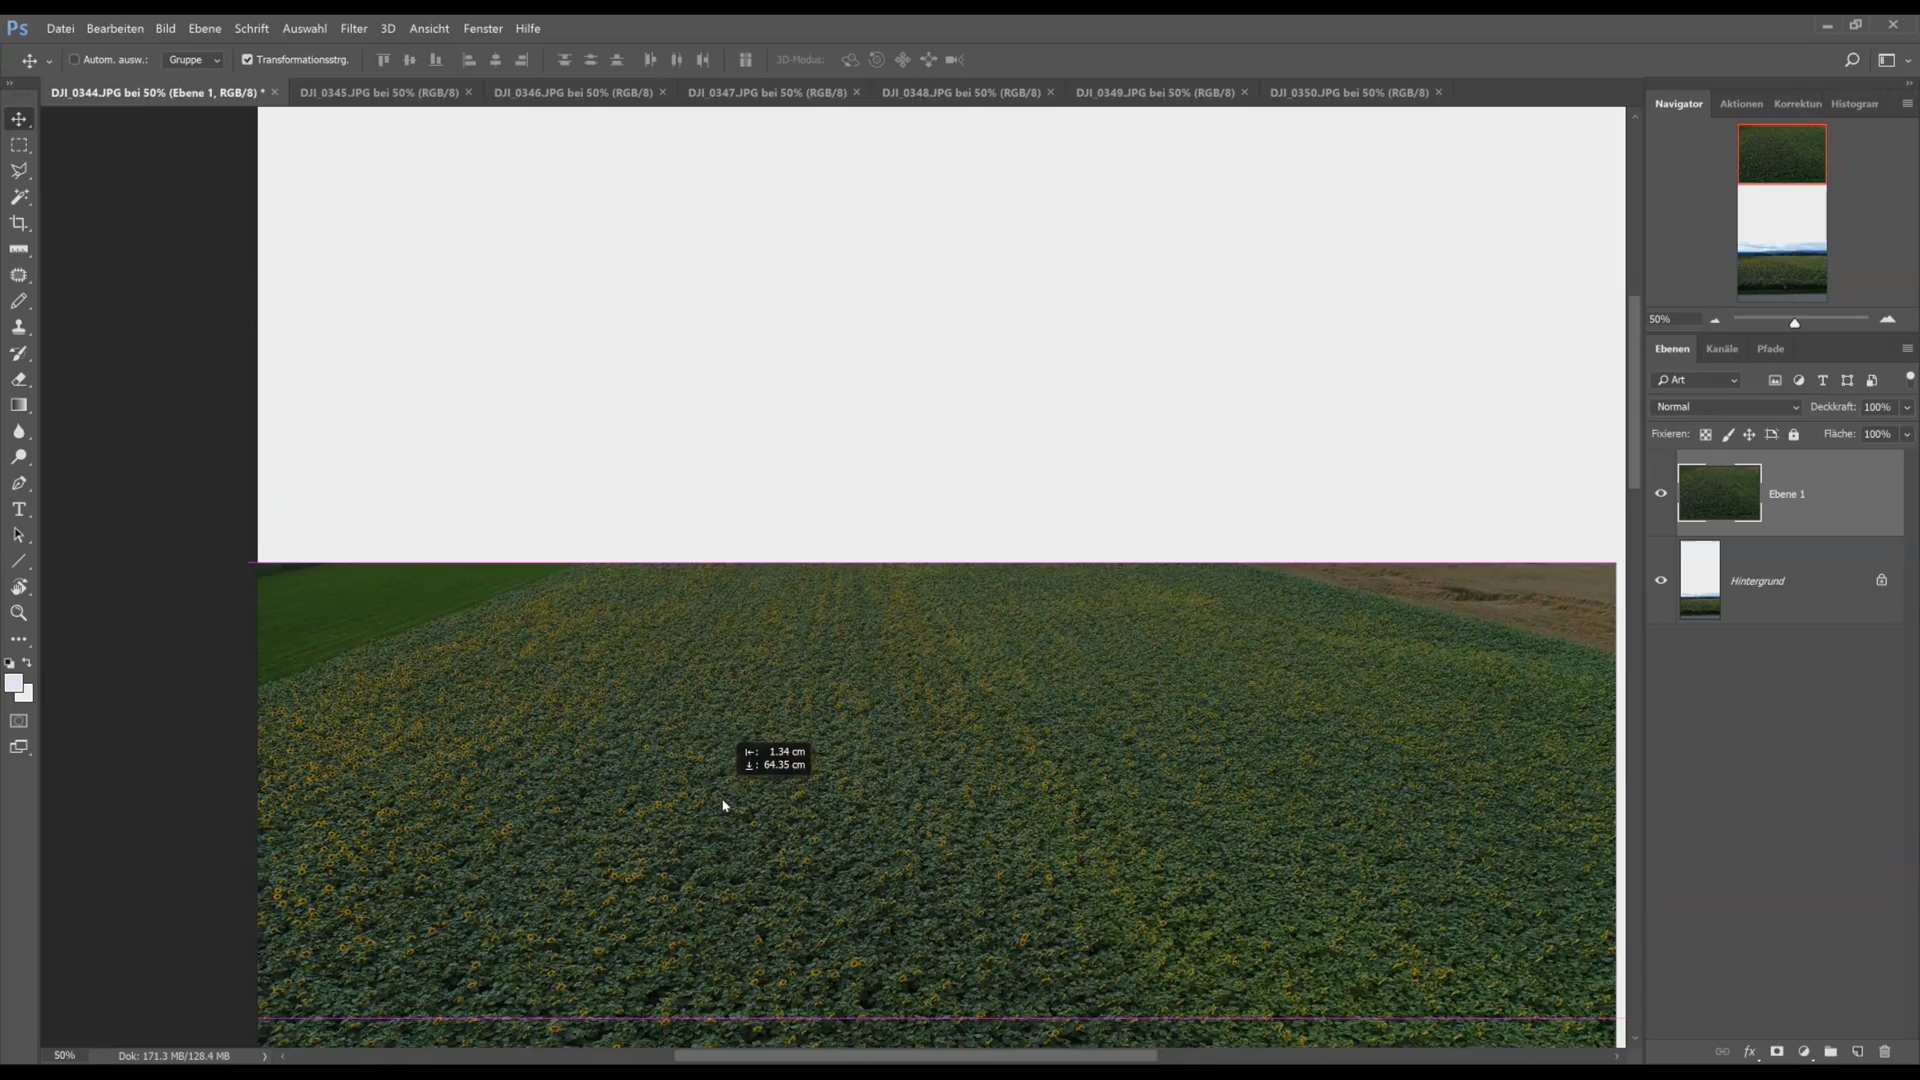 Ps Datei Bearbeiten Bild Ebene Schrift Auswahl Filter 3D Ansicht Fenster Hilfe
Autom. ausw.: Gruppe Transformationsstrg. 3D-Modus:
DJI_0344.JPG bei 50% (Ebene 1, RGB/8) * × DJI_0345.JPG bei 50% (RGB/8) × DJI_0346.JPG bei 50% (RGB/8) × DJI_0347.JPG bei 50% (RGB/8) × DJI_0348.JPG bei 50% (RGB/8) × DJI_0349.JPG bei 50% (RGB/8) × DJI_0350.JPG bei 50% (RGB/8) ×
Navigator Aktionen Korrektun Histogran
50%
Ebenen Kanäle Pfade
Art
Normal Deckkraft: 100%
Fixieren: Fläche: 100%
Ebene 1
Hintergrund
1.34 cm
64.35 cm
50% Dok: 171.3 MB/128.4 MB
fx